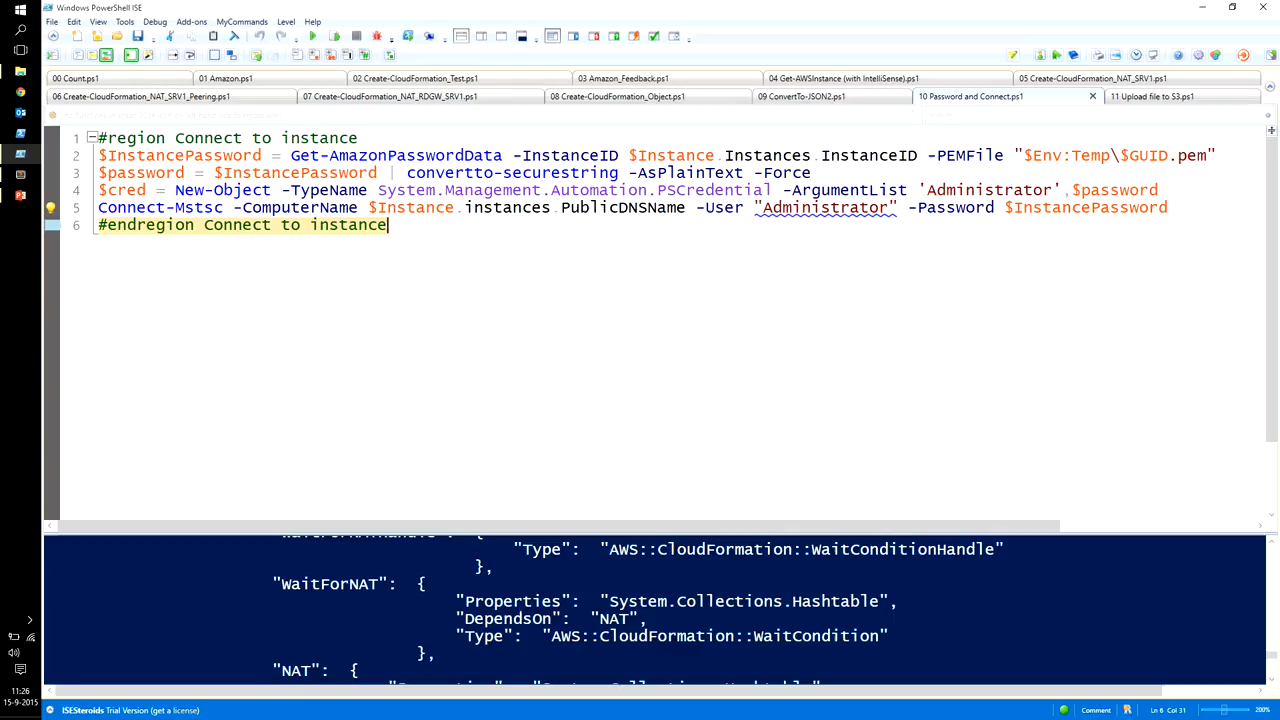 Windows PowerShell ISE
File Edit View Tools Debug Add-ons MyCommands Level Help
00 Count.ps1 01 Amazon.ps1 02 Create-CloudFormation_Test.ps1 03 Amazon_Feedback.ps1 04 Get-AWSInstance (with IntelliSense).ps1 05 Create-CloudFormation_NAT_SRV1.ps1
06 Create-CloudFormation_NAT_SRV1_Peering.ps1 07 Create-CloudFormation_NAT_RDGW_SRV1.ps1 08 Create-CloudFormation_Object.ps1 09 ConvertTo-JSON2.ps1 10 Password and Connect.ps1 11 Upload file to S3.ps1
1 #region Connect to instance
2 $InstancePassword = Get-AmazonPasswordData -InstanceID $Instance.Instances.InstanceID -PEMFile "$Env:Temp\$GUID.pem"
3 $password = $InstancePassword | convertto-securestring -AsPlainText -Force
4 $cred = New-Object -TypeName System.Management.Automation.PSCredential -ArgumentList 'Administrator',$password
5 Connect-Mstsc -ComputerName $Instance.instances.PublicDNSName -User "Administrator" -Password $InstancePassword
6 #endregion Connect to instance
"Type": "AWS::CloudFormation::WaitConditionHandle"
},
"WaitForNAT": {
"Properties": "System.Collections.Hashtable",
"DependsOn": "NAT",
"Type": "AWS::CloudFormation::WaitCondition"
},
"NAT": {
11:26
15-9-2015
ISESteroids Trial Version (get a license) Comment Ln 6 Col 31 200%